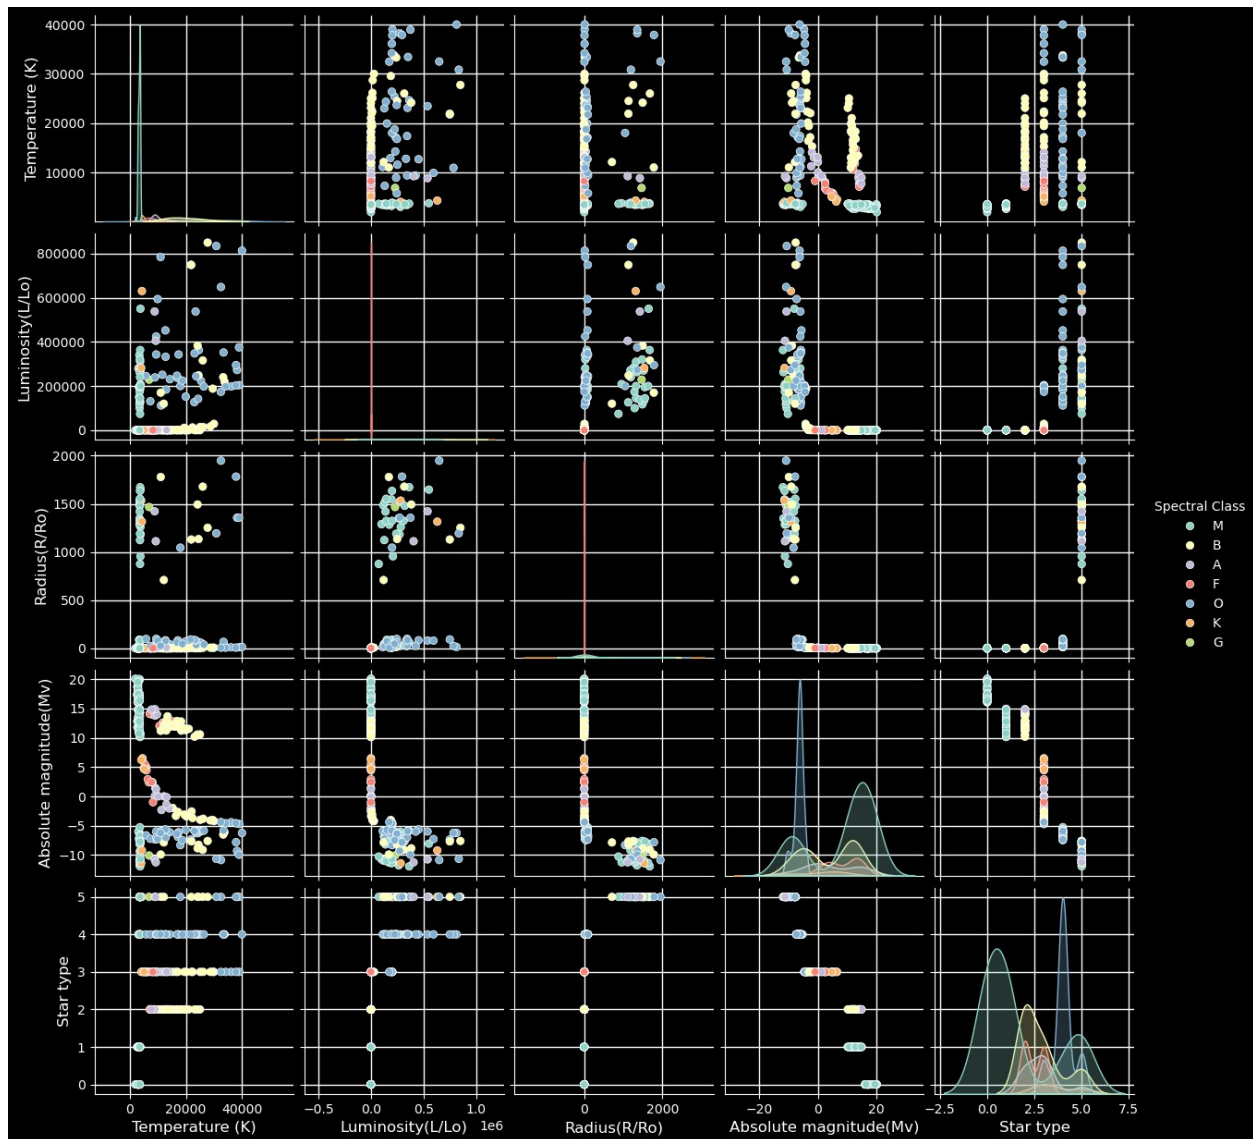 40000
30000
20000
10000
Temperature (K)
800000
600000
400000
200000
0
Luminosity(L/Lo)
2000
1500
1000
500
0
Radius(R/Ro)
Spectral Class
M
B
A
F
O
K
G
20
15
10
5
0
−5
−10
Absolute magnitude(Mv)
5
4
3
2
1
0
Star type
0 20000 40000
Temperature (K)
−0.5 0.0 0.5 1.0
1e6
Luminosity(L/Lo)
0 2000
Radius(R/Ro)
−20 0 20
Absolute magnitude(Mv)
−2.5 0.0 2.5 5.0 7.5
Star type